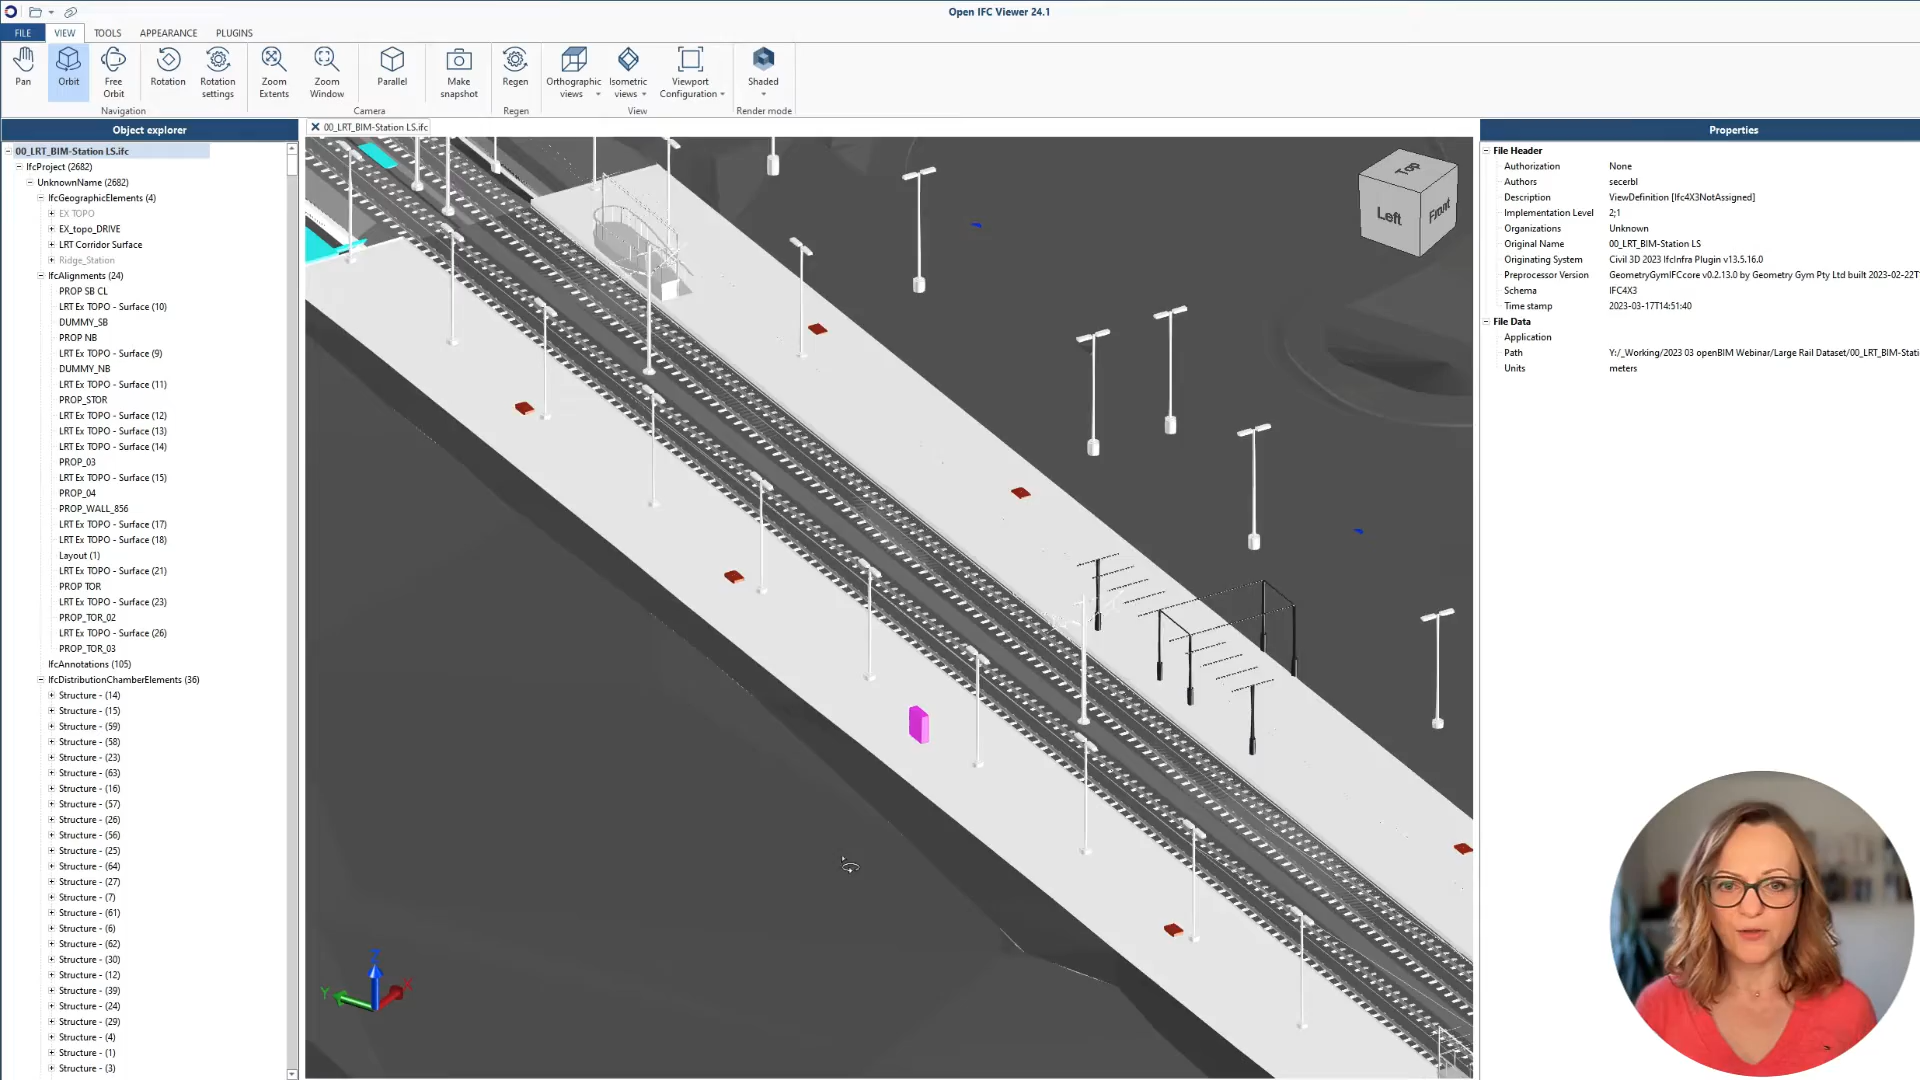 Open IFC Viewer 24.1
FILE VIEW TOOLS APPEARANCE PLUGINS
Pan
Orbit
Free Orbit
Rotation
Rotation settings
Zoom Extents
Zoom Window
Parallel
Make snapshot
Regen
Orthographic views
Isometric views
Viewport Configuration
Shaded
Navigation
Camera
Regen
View
Render mode
Object explorer
00_LRT_BIM-Station LS.ifc
IfcProject (2682)
UnknownName (2682)
IfcGeographicElements (4)
EX TOPO
EX_topo_DRIVE
LRT Corridor Surface
Ridge_Station
IfcAlignments (24)
PROP SB CL
LRT Ex TOPO - Surface (10)
DUMMY_SB
PROP NB
LRT Ex TOPO - Surface (9)
DUMMY_NB
LRT Ex TOPO - Surface (11)
PROP_STOR
LRT Ex TOPO - Surface (12)
LRT Ex TOPO - Surface (13)
LRT Ex TOPO - Surface (14)
PROP_03
LRT Ex TOPO - Surface (15)
PROP_04
PROP_WALL_856
LRT Ex TOPO - Surface (17)
LRT Ex TOPO - Surface (18)
Layout (1)
LRT Ex TOPO - Surface (21)
PROP TOR
LRT Ex TOPO - Surface (23)
PROP_TOR_02
LRT Ex TOPO - Surface (26)
PROP_TOR_03
IfcAnnotations (105)
IfcDistributionChamberElements (36)
Structure - (14)
Structure - (15)
Structure - (59)
Structure - (58)
Structure - (23)
Structure - (63)
Structure - (16)
Structure - (57)
Structure - (26)
Structure - (56)
Structure - (25)
Structure - (64)
Structure - (27)
Structure - (7)
Structure - (61)
Structure - (6)
Structure - (62)
Structure - (30)
Structure - (12)
Structure - (39)
Structure - (24)
Structure - (29)
Structure - (4)
Structure - (1)
Structure - (3)
00_LRT_BIM-Station LS.ifc
Top
Left
Front
Z
Y
X
Properties
File Header
Authorization None
Authors secerbl
Description ViewDefinition [Ifc4X3NotAssigned]
Implementation Level 2;1
Organizations Unknown
Original Name 00_LRT_BIM-Station LS
Originating System Civil 3D 2023 IfcInfra Plugin v13.5.16.0
Preprocessor Version GeometryGymIFCcore v0.2.13.0 by Geometry Gym Pty Ltd built 2023-02-22T
Schema IFC4X3
Time stamp 2023-03-17T14:51:40
File Data
Application
Path Y:/_Working/2023 03 openBIM Webinar/Large Rail Dataset/00_LRT_BIM-Stati
Units meters